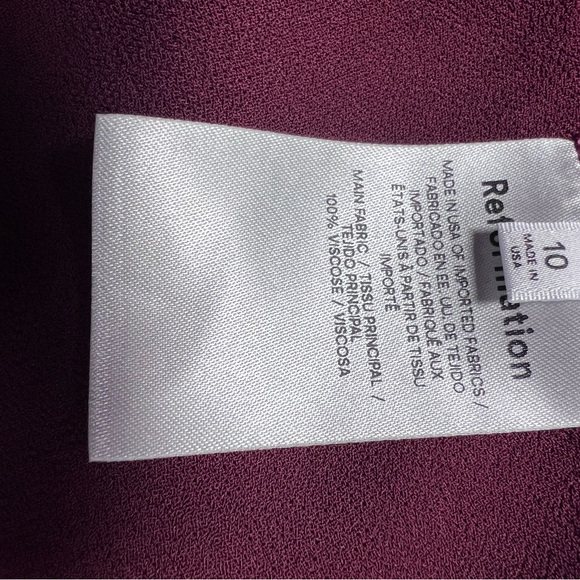 Reformation
10
MADE IN
USA
MADE IN USA OF IMPORTED FABRICS /
FABRICADO EN EE. UU. DE TEJIDO
IMPORTADO / FABRIQUÉ AUX
ÉTATS-UNIS À PARTIR DE TISSU
IMPORTÉ
MAIN FABRIC / TISSU PRINCIPAL /
TEJIDO PRINCIPAL
100% VISCOSE / VISCOSA